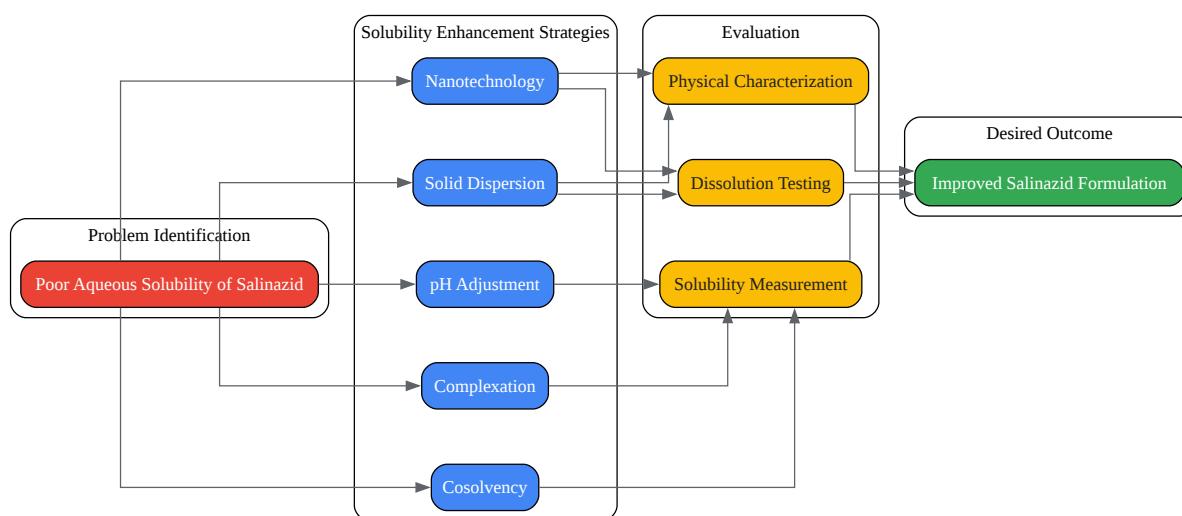 Solubility Enhancement Strategies
Evaluation
Nanotechnology
Physical Characterization
Desired Outcome
Solid Dispersion
Dissolution Testing
Improved Salinazid Formulation
Problem Identification
Poor Aqueous Solubility of Salinazid
pH Adjustment
Solubility Measurement
Complexation
Cosolvency